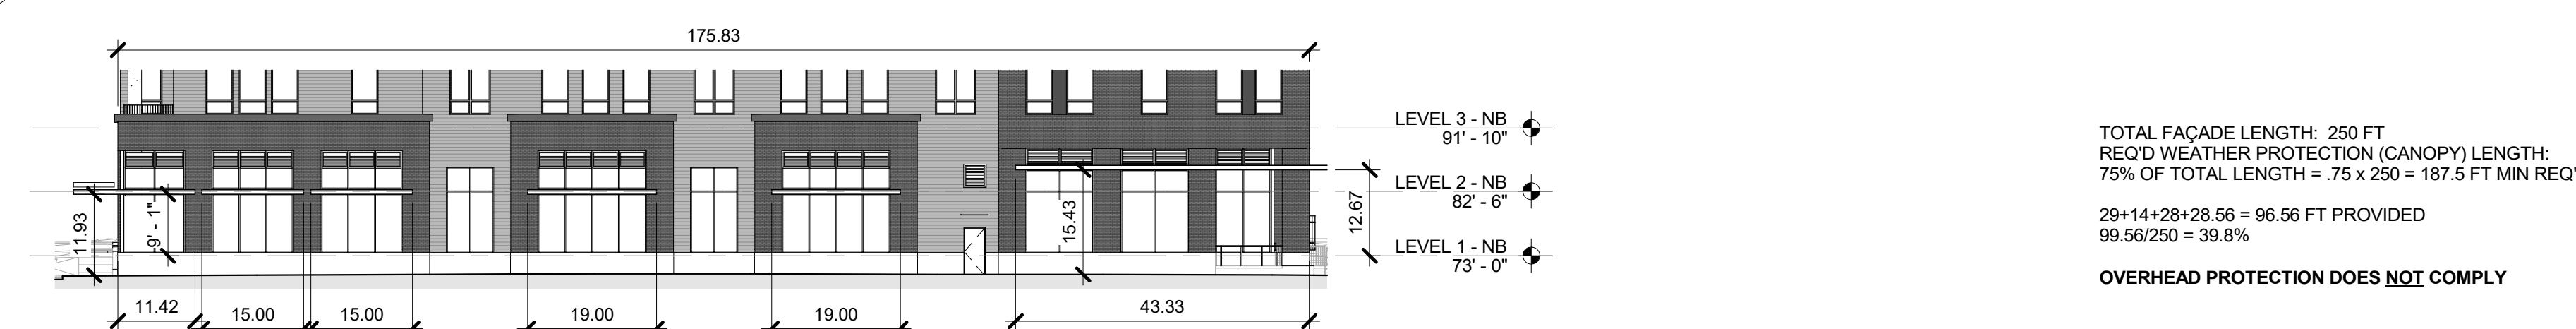 175.83
LEVEL 3 - NB
91' - 10"
LEVEL 2 - NB
82' - 6"
LEVEL 1 - NB
73' - 0"
11.93
9' - 1"
15.43
12.67
11.42
15.00
15.00
19.00
19.00
43.33
TOTAL FAÇADE LENGTH: 250 FT
REQ'D WEATHER PROTECTION (CANOPY) LENGTH:
75% OF TOTAL LENGTH = .75 x 250 = 187.5 FT MIN REQ'
29+14+28+28.56 = 96.56 FT PROVIDED
99.56/250 = 39.8%
OVERHEAD PROTECTION DOES NOT COMPLY